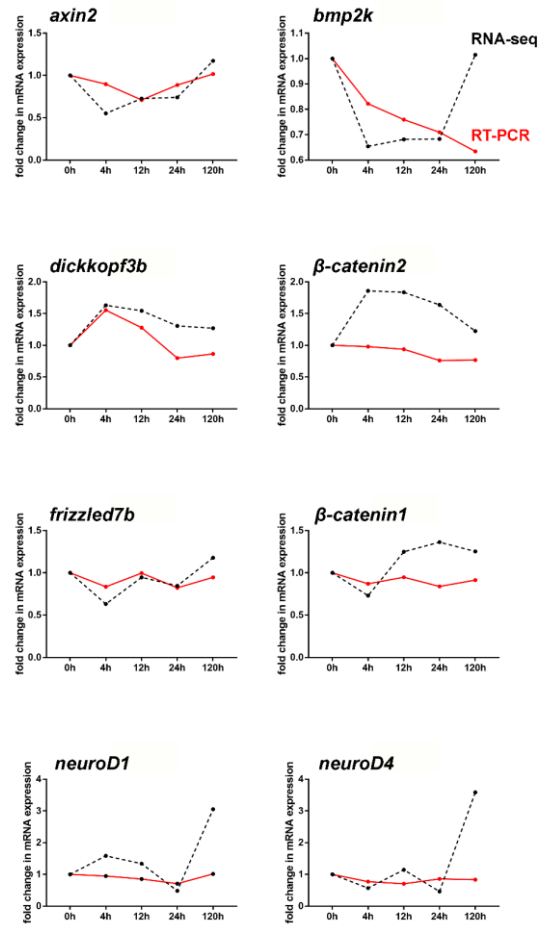 axin2
fold change in mRNA expression
1.5
1.0
0.5
0.0
0h 4h 12h 24h 120h
bmp2k
RNA-seq
RT-PCR
fold change in mRNA expression
1.0
0.9
0.8
0.7
0.6
0h 4h 12h 24h 120h
dickkopf3b
fold change in mRNA expression
2.0
1.5
1.0
0.5
0.0
0h 4h 12h 24h 120h
β-catenin2
fold change in mRNA expression
2.0
1.5
1.0
0.5
0.0
0h 4h 12h 24h 120h
frizzled7b
fold change in mRNA expression
1.5
1.0
0.5
0.0
0h 4h 12h 24h 120h
β-catenin1
fold change in mRNA expression
1.5
1.0
0.5
0.0
0h 4h 12h 24h 120h
neuroD1
fold change in mRNA expression
4
3
2
1
0
0h 4h 12h 24h 120h
neuroD4
fold change in mRNA expression
4
3
2
1
0
0h 4h 12h 24h 120h